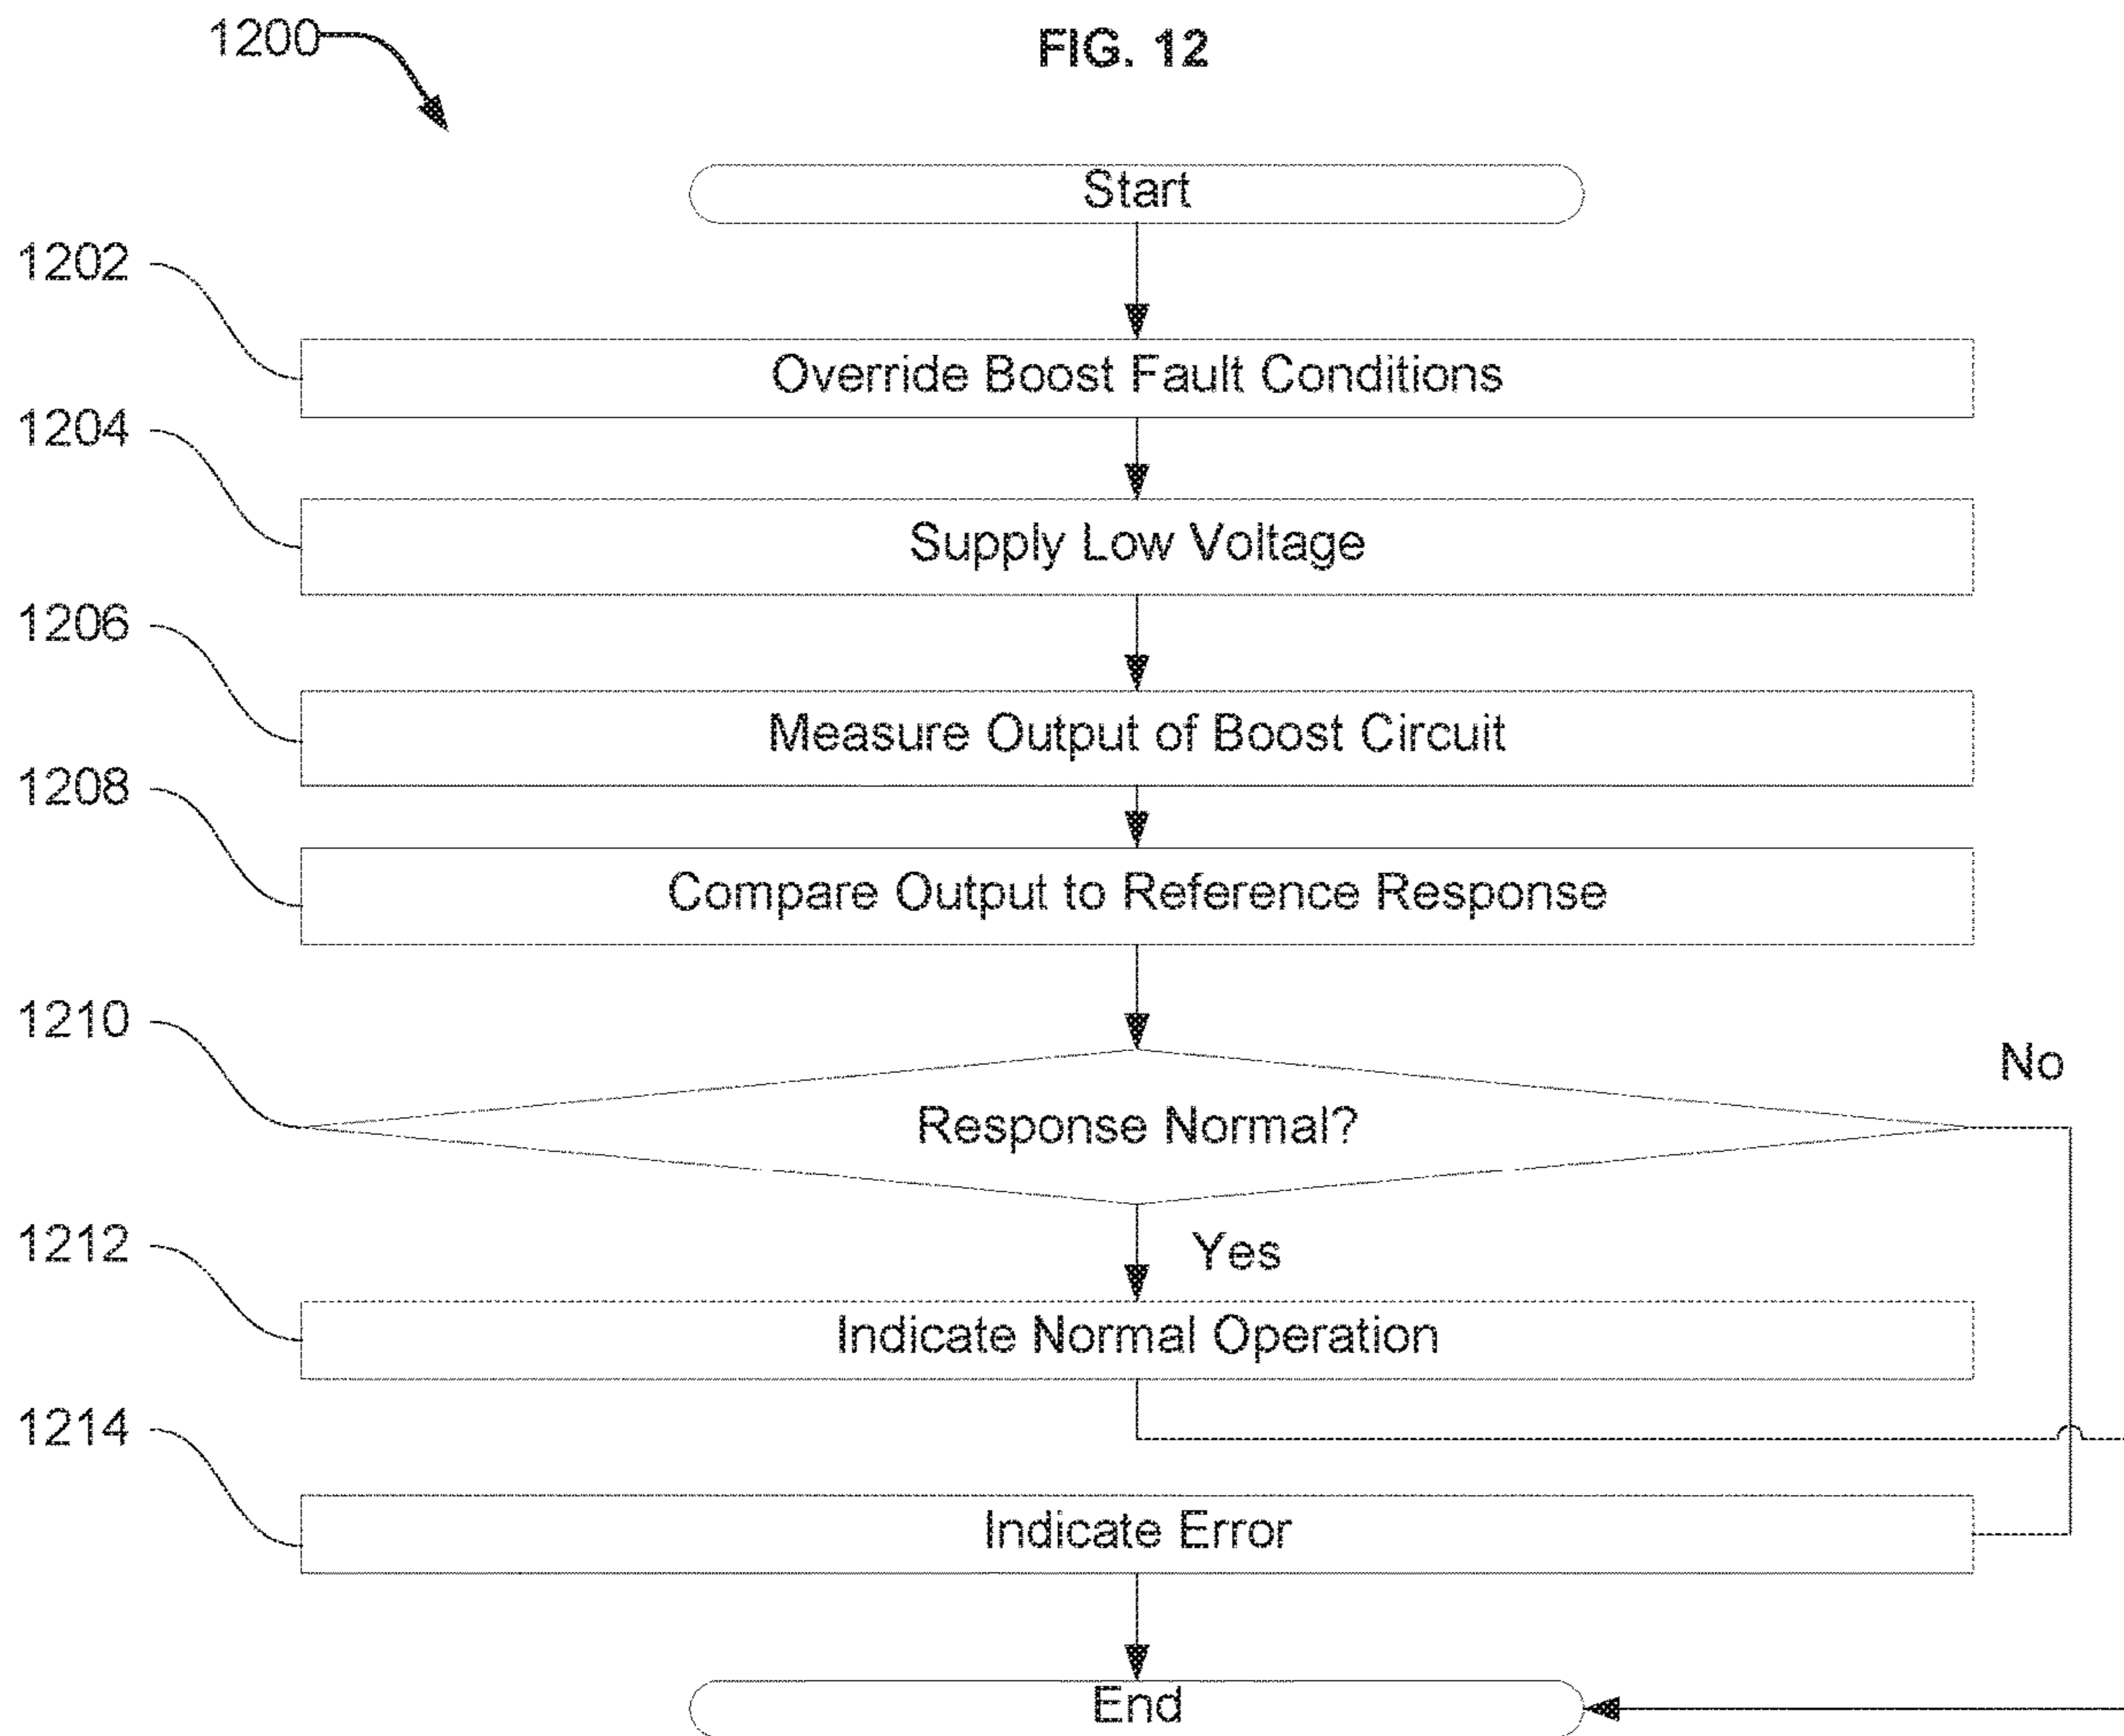 1200
FIG. 12
Start
1202
Override Boost Fault Conditions
1204
Supply Low Voltage
1206
Measure Output of Boost Circuit
1208
Compare Output to Reference Response
1210
No
Response Normal?
Yes
1212
Indicate Normal Operation
1214
Indicate Error
End